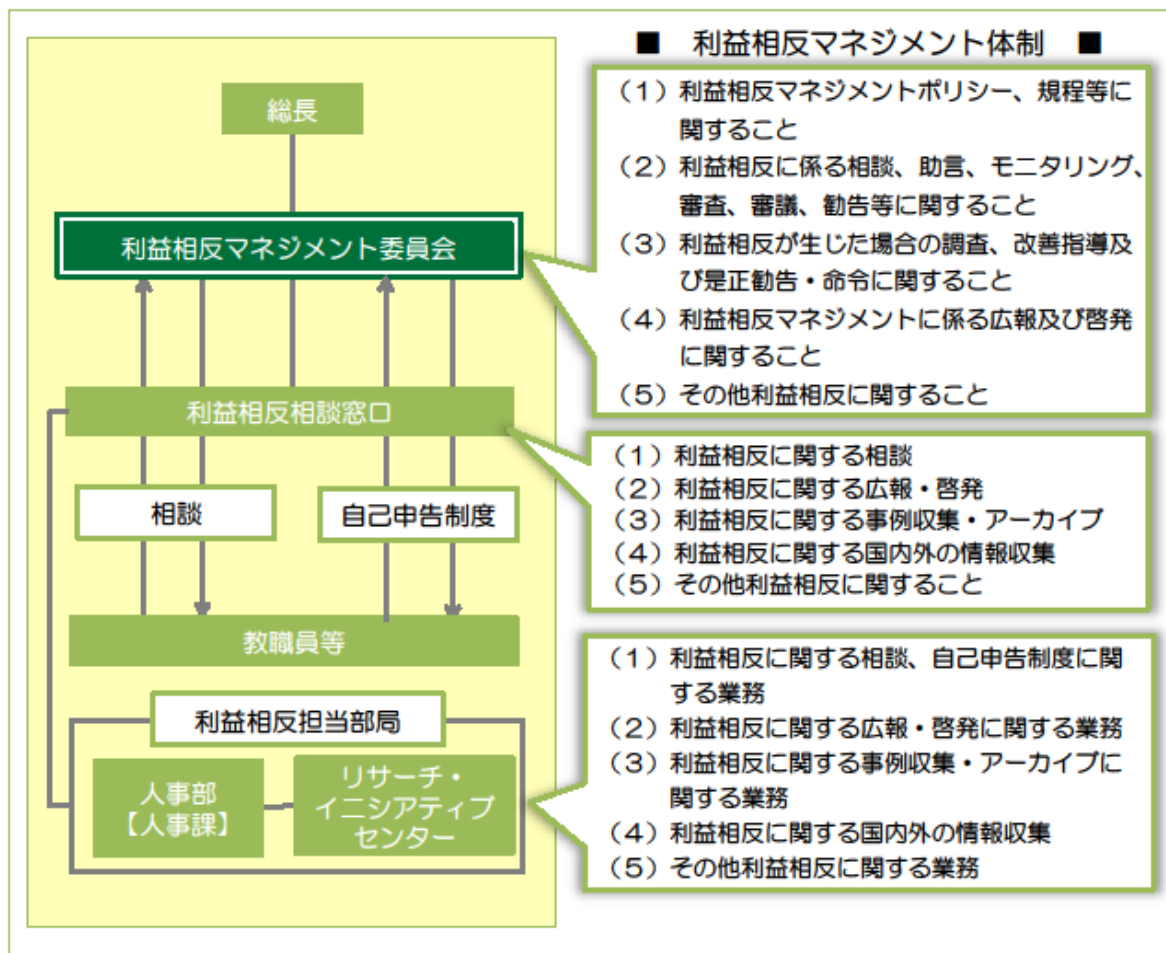 ■ 利益相反マネジメント体制 ■
総長
利益相反マネジメント委員会
利益相反相談窓口
相談
自己申告制度
教職員等
利益相反担当部局
人事部
【人事課】
リサーチ・
イニシアティブ
センター
(1)利益相反マネジメントポリシー、規程等に
関すること
(2)利益相反に係る相談、助言、モニタリング、
審査、審議、勧告等に関すること
(3)利益相反が生じた場合の調査、改善指導及
び是正勧告・命令に関すること
(4)利益相反マネジメントに係る広報及び啓発
に関すること
(5)その他利益相反に関すること
(1)利益相反に関する相談
(2)利益相反に関する広報・啓発
(3)利益相反に関する事例収集・アーカイブ
(4)利益相反に関する国内外の情報収集
(5)その他利益相反に関すること
(1)利益相反に関する相談、自己申告制度に関
する業務
(2)利益相反に関する広報・啓発に関する業務
(3)利益相反に関する事例収集・アーカイブに
関する業務
(4)利益相反に関する国内外の情報収集
(5)その他利益相反に関する業務